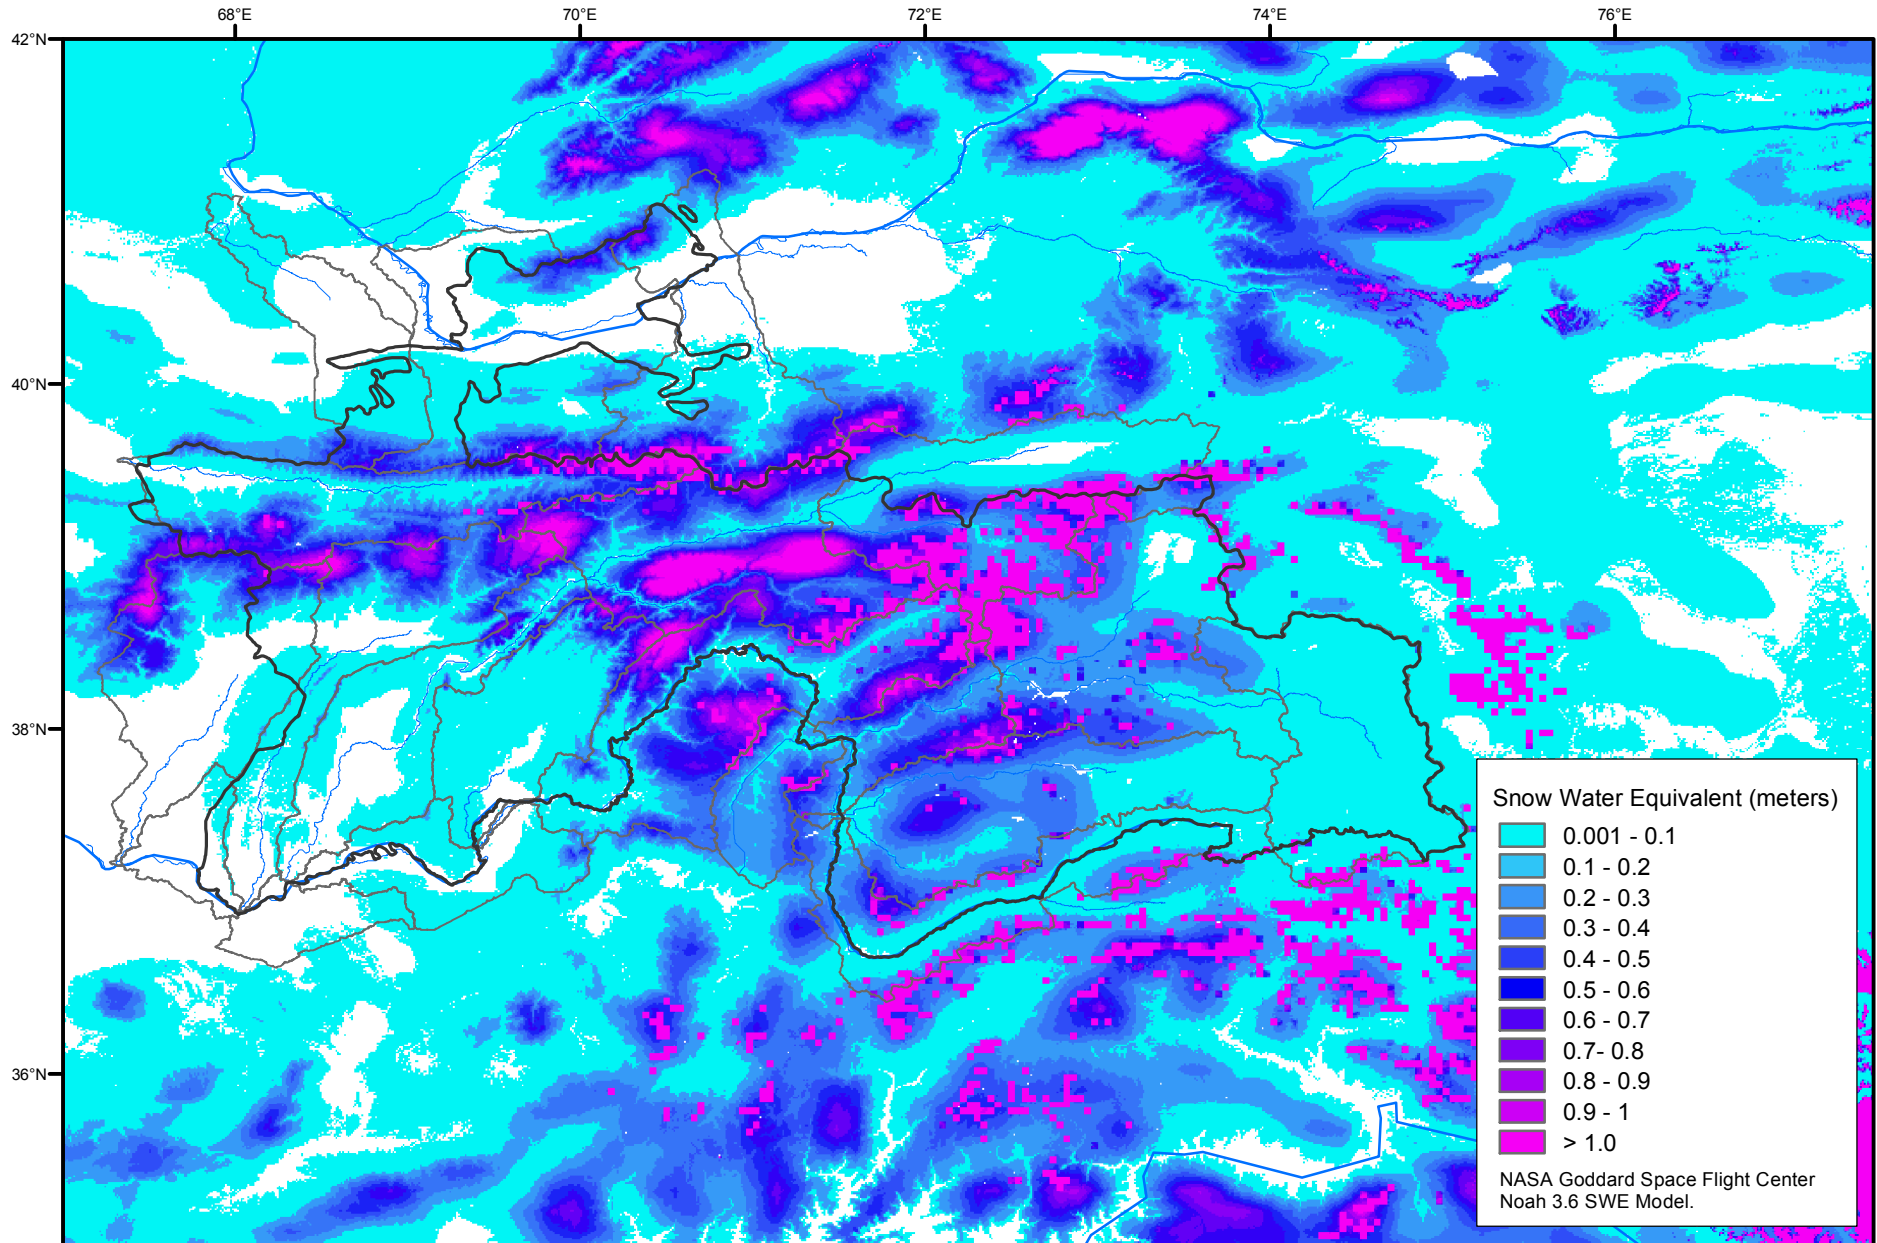 68°E 70°E 72°E 74°E 76°E
42°N
40°N
38°N
36°N
Snow Water Equivalent (meters)
0.001 - 0.1
0.1 - 0.2
0.2 - 0.3
0.3 - 0.4
0.4 - 0.5
0.5 - 0.6
0.6 - 0.7
0.7- 0.8
0.8 - 0.9
0.9 - 1
> 1.0
NASA Goddard Space Flight Center
Noah 3.6 SWE Model.